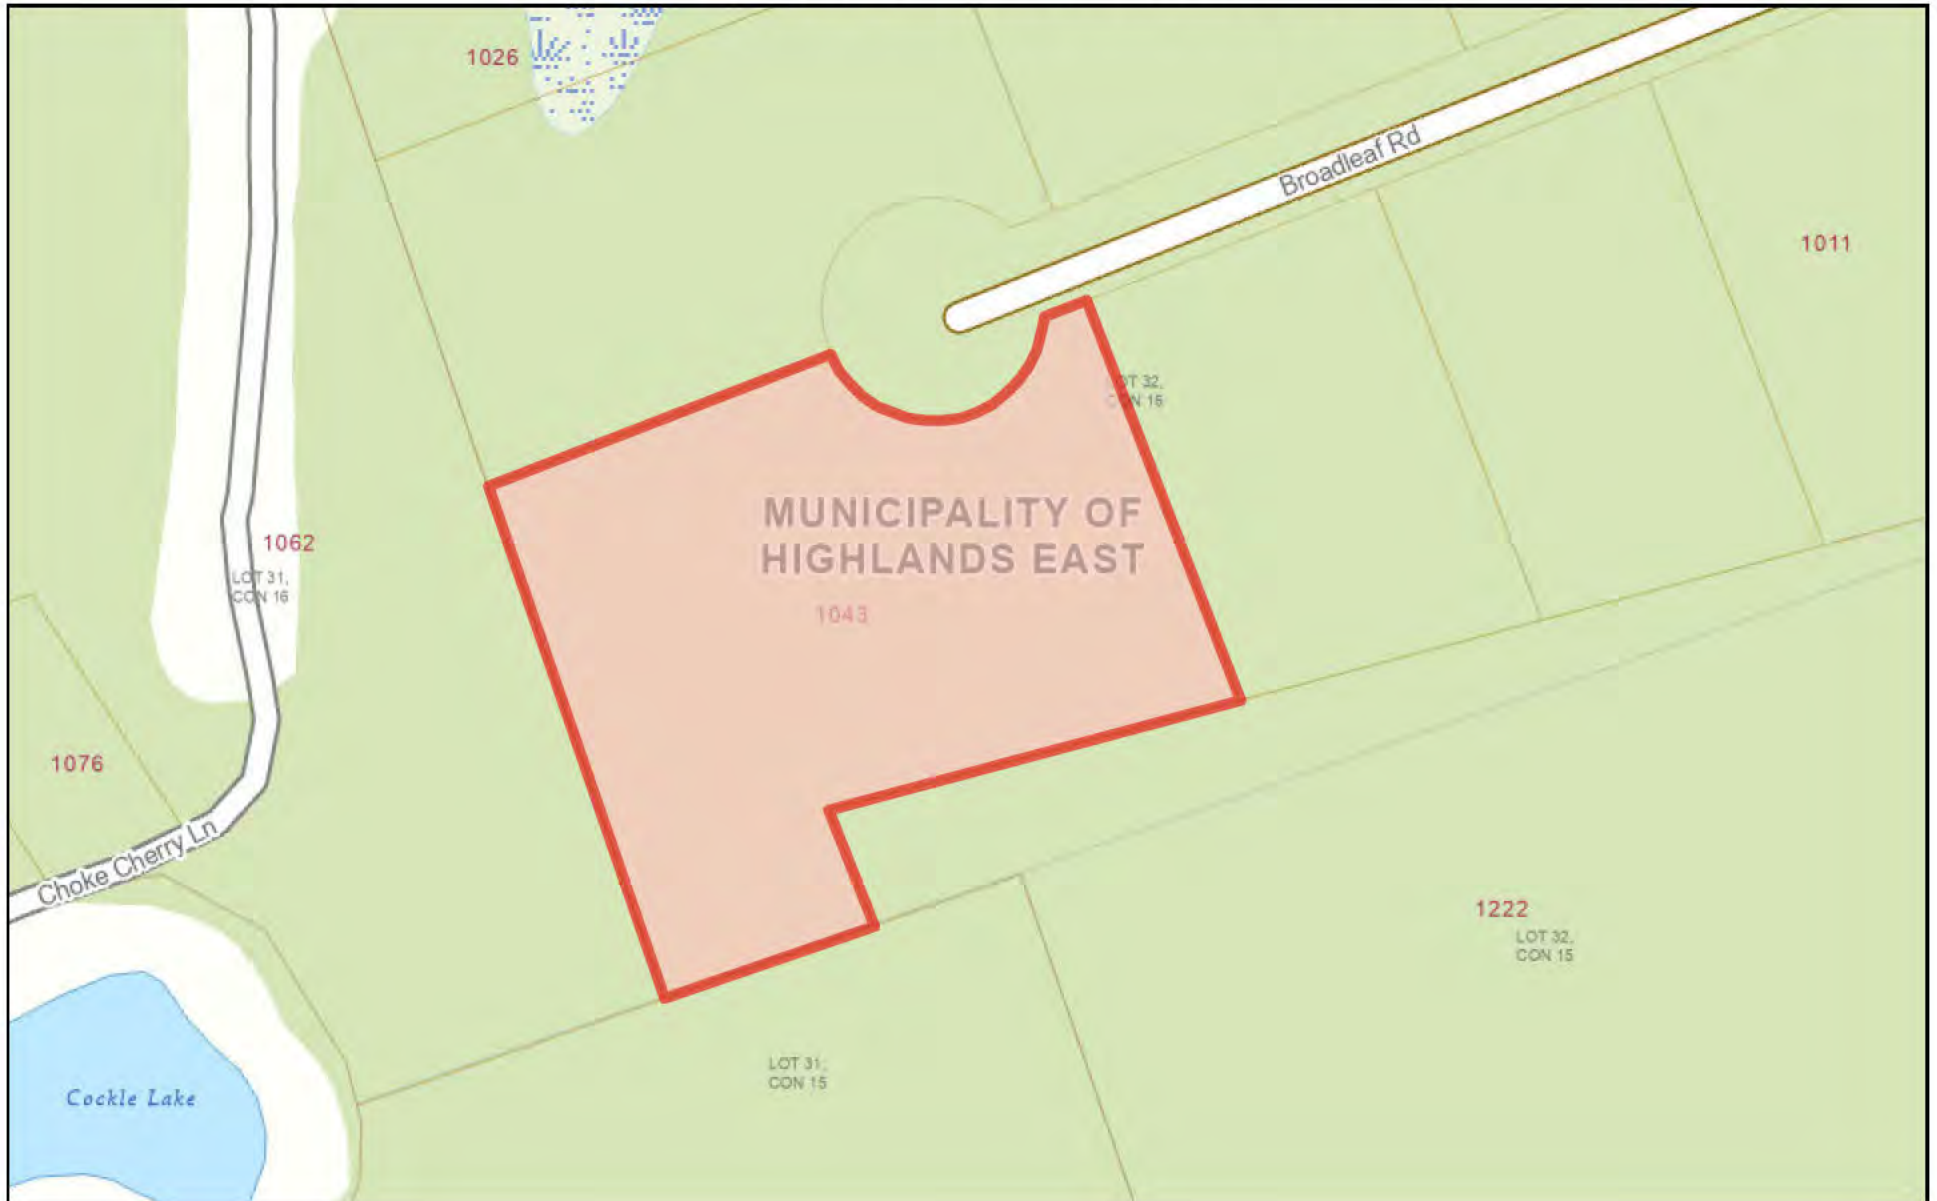 1026
Broadleaf Rd
1011
LOT 32,
CON 16
MUNICIPALITY OF
HIGHLANDS EAST
1062
LOT 31,
CON 16
1043
1076
Choke Cherry Ln
1222
LOT 32,
CON 15
LOT 31,
CON 15
Cockle Lake